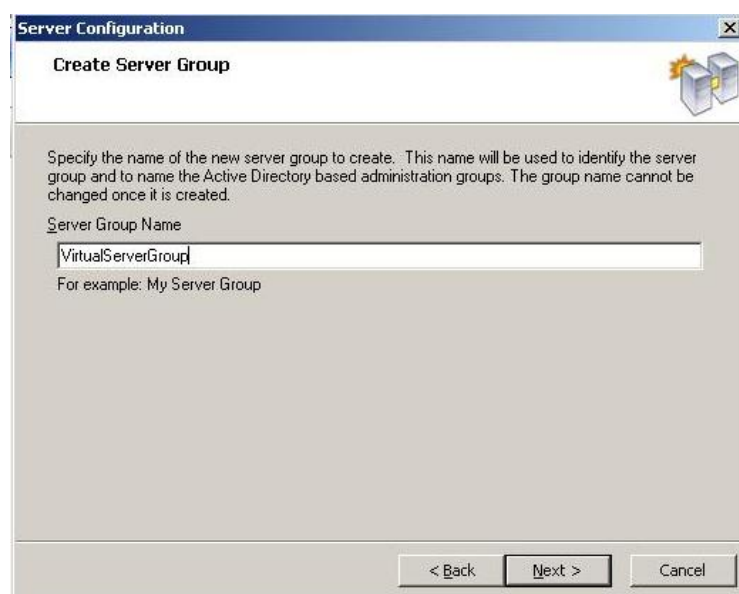 Server Configuration
Create Server Group
Specify the name of the new server group to create.  This name will be used to identify the server
group and to name the Active Directory based administration groups. The group name cannot be
changed once it is created.
Server Group Name
VirtualServerGroup
For example: My Server Group
< Back
Next >
Cancel